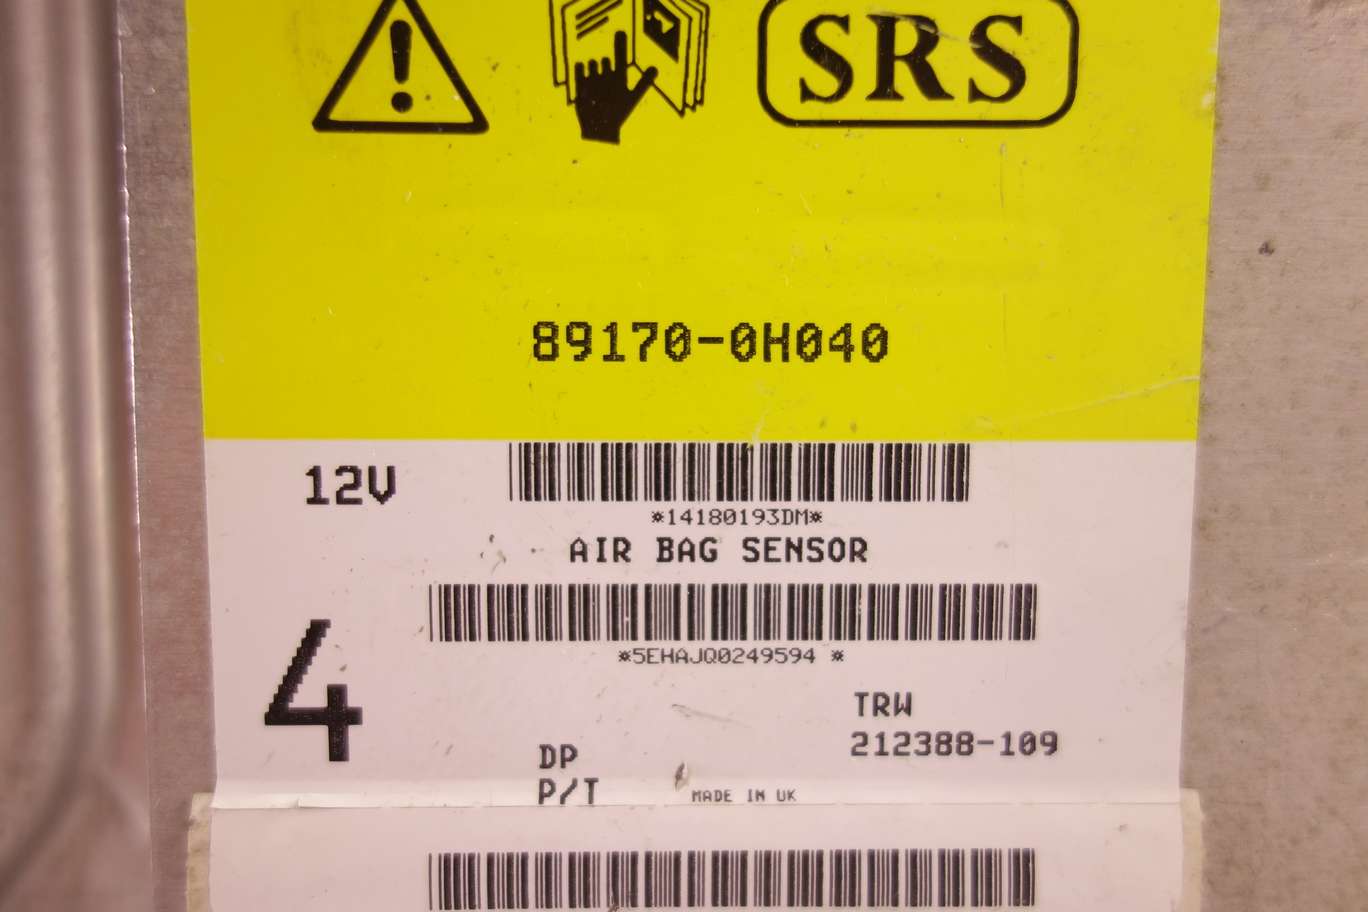 SRS
89170-0H040
12V
*14180193DM*
AIR BAG SENSOR
*5EHAJQ0249594 *
4
TRW
212388-109
DP
P/T
MADE IN UK